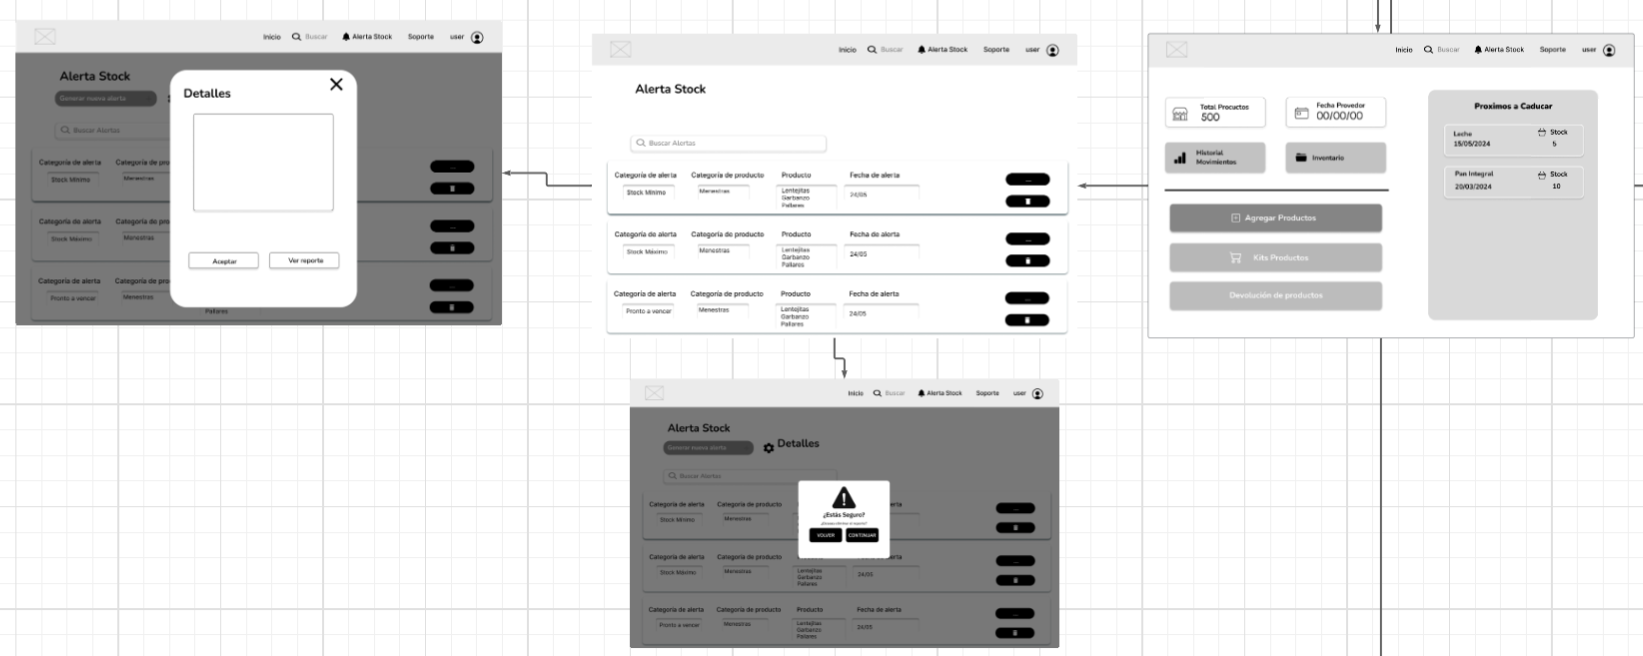 Inicio Buscar Alerta Stock Soporte user
Alerta Stock
Generar nueva alerta
Buscar Alertas
Categoría de alerta Categoría de pro
Stock Mínimo Menestras
Categoría de alerta Categoría de pro
Stock Máximo Menestras
Categoría de alerta Categoría de pro
Pronto a vencer Menestras
Pallares
Detalles
Aceptar Ver reporte
Inicio Buscar Alerta Stock Soporte user
Alerta Stock
Buscar Alertas
Categoría de alerta Categoría de producto Producto Fecha de alerta
Stock Mínimo Menestras Lentejitas 24/05
Garbanzo
Pallares
Categoría de alerta Categoría de producto Producto Fecha de alerta
Stock Máximo Menestras Lentejitas 24/05
Garbanzo
Pallares
Categoría de alerta Categoría de producto Producto Fecha de alerta
Pronto a vencer Menestras Lentejitas 24/05
Garbanzo
Pallares
Inicio Buscar Alerta Stock Soporte user
Total Productos
500
Fecha Provedor
00/00/00
Historial
Movimientos
Inventario
Agregar Productos
Kits Productos
Devolución de productos
Proximos a Caducar
Leche Stock
15/05/2024 5
Pan Integral Stock
20/03/2024 10
Inicio Buscar Alerta Stock Soporte user
Alerta Stock
Generar nueva alerta
Detalles
Buscar Alertas
Categoría de alerta Categoría de producto erta
Stock Mínimo Menestras
¿Estás Seguro?
VOLVER CONTINUAR
Categoría de alerta Categoría de producto erta
Stock Máximo Menestras Lentejitas 24/05
Garbanzo
Pallares
Categoría de alerta Categoría de producto Producto Fecha de alerta
Pronto a vencer Menestras Lentejitas 24/05
Garbanzo
Pallares